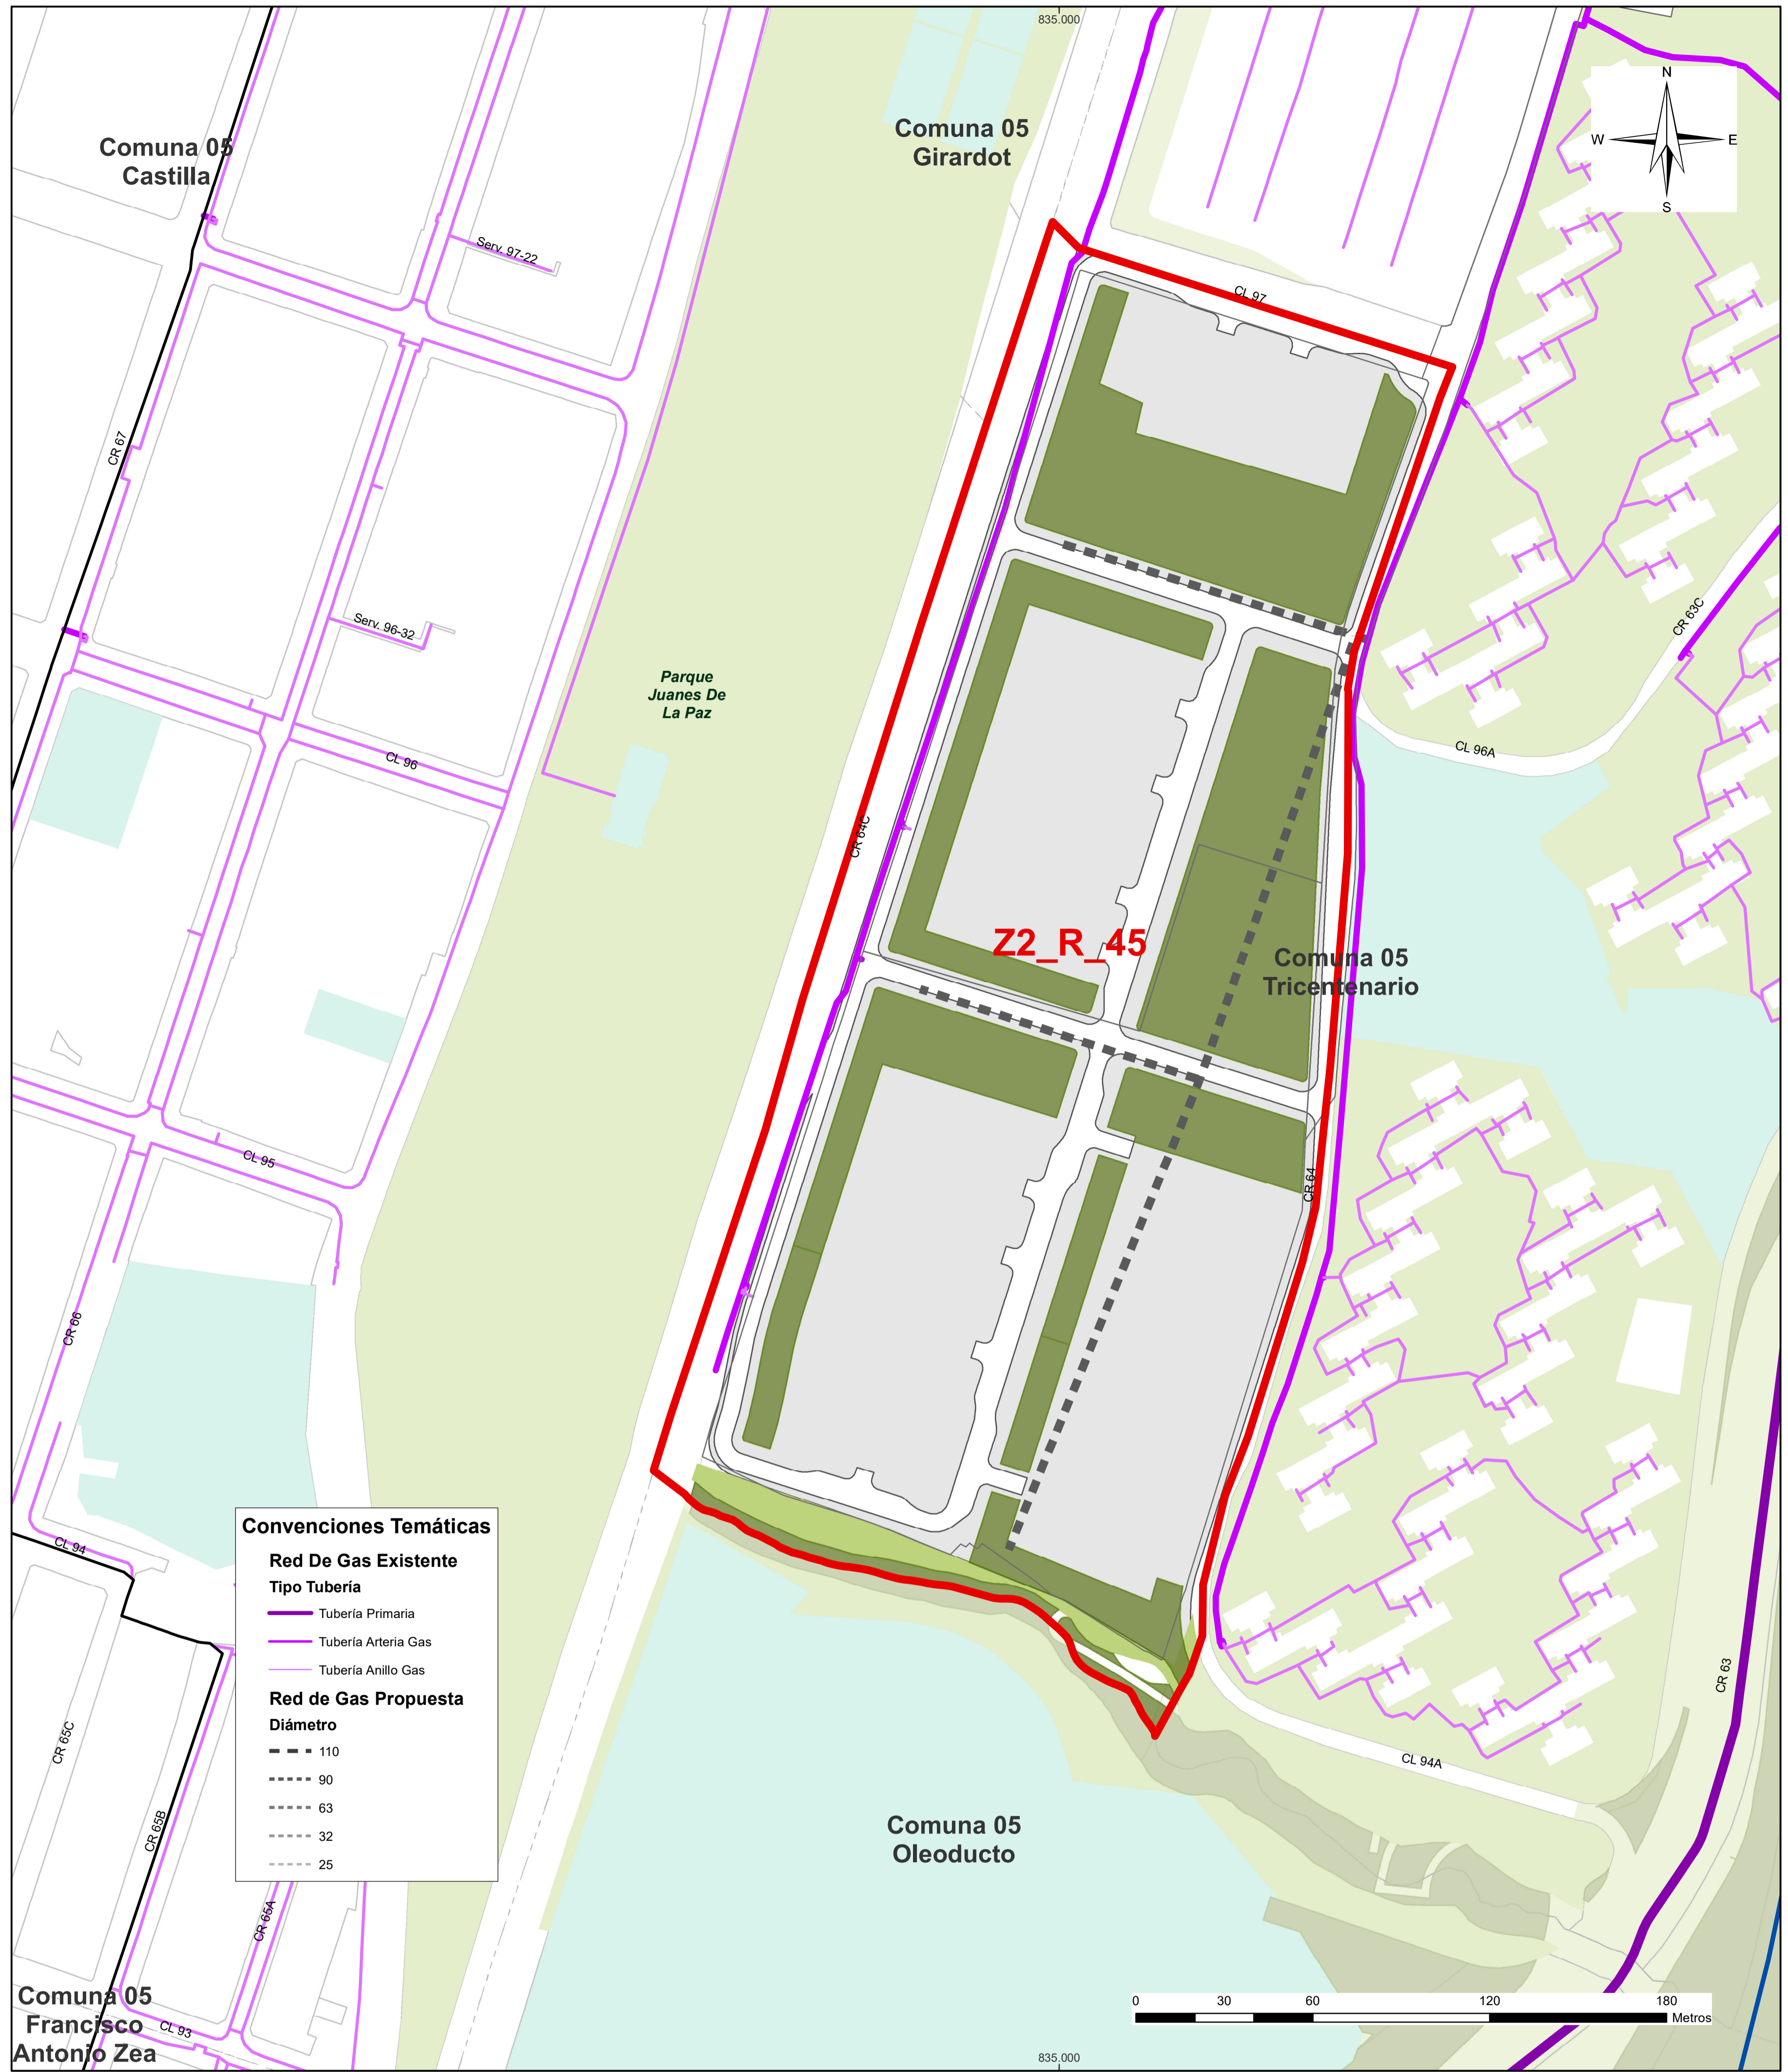 835.000
Comuna 05
Castilla
Comuna 05
Girardot
N
W
E
S
Serv. 97-22
CL 97
CR 67
Serv. 96-32
CR 63C
Parque
Juanes De
La Paz
CL 96
CL 96A
CR 64C
Z2_R_45
Comuna 05
Tricentenario
CL 95
CR 64
CR 66
CL 94
Convenciones Temáticas
Red De Gas Existente
Tipo Tubería
Tubería Primaria
Tubería Arteria Gas
Tubería Anillo Gas
Red de Gas Propuesta
Diámetro
110
90
63
32
25
CR 63
CR 65C
CL 94A
CR 65B
Comuna 05
Oleoducto
CR 65A
Comuna 05
Francisco
Antonio Zea
CL 93
0 30 60 120 180
Metros
835.000